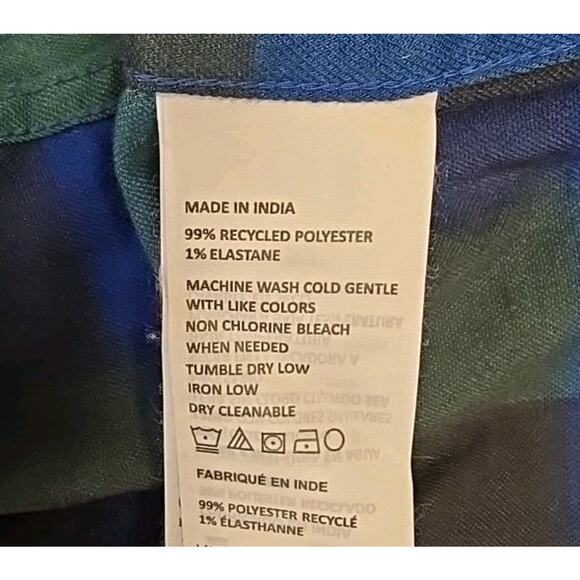 MADE IN INDIA
99% RECYCLED POLYESTER
1% ELASTANE
MACHINE WASH COLD GENTLE
WITH LIKE COLORS
NON CHLORINE BLEACH
WHEN NEEDED
TUMBLE DRY LOW
IRON LOW
DRY CLEANABLE
FABRIQUÉ EN INDE
99% POLYESTER RECYCLÉ
1% ÉLASTHANNE